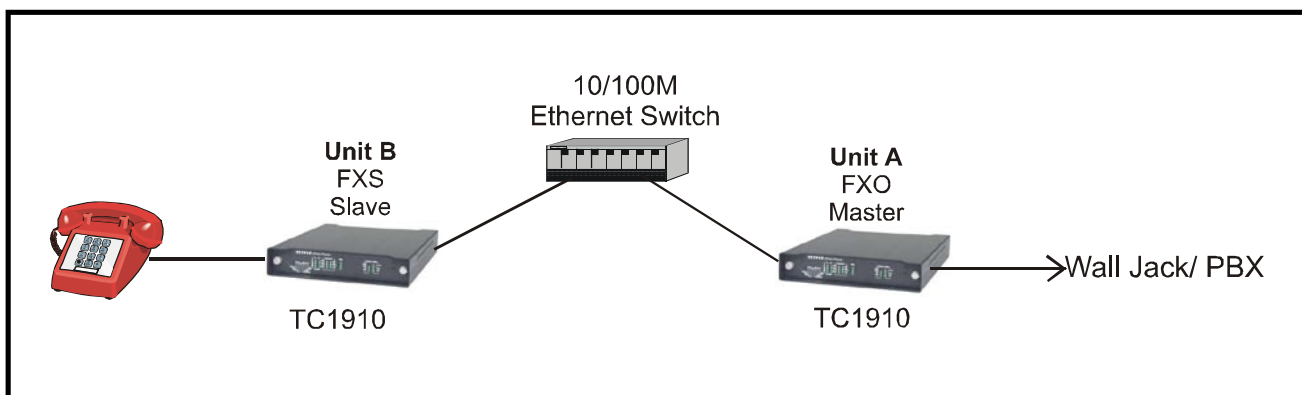 10/100M
Ethernet Switch
Unit B
FXS
Slave
Unit A
FXO
Master
Wall Jack/ PBX
TC1910
TC1910